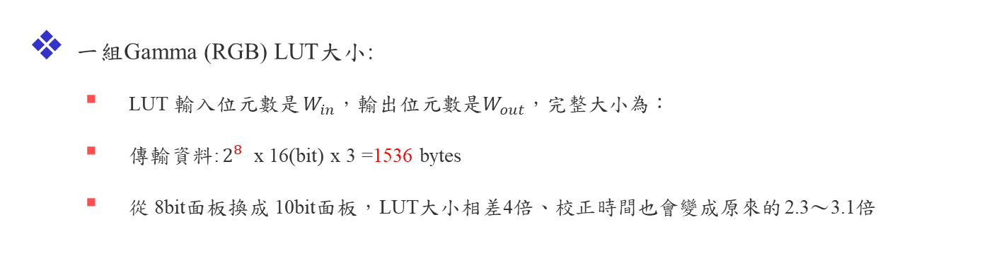 一組Gamma (RGB) LUT大小:
LUT 輸入位元數是 W_in，輸出位元數是W_out，完整大小為：
傳輸資料: 2^8 x 16(bit) x 3 =1536 bytes
從 8bit面板換成 10bit面板，LUT大小相差4倍、校正時間也會變成原來的 2.3～3.1倍